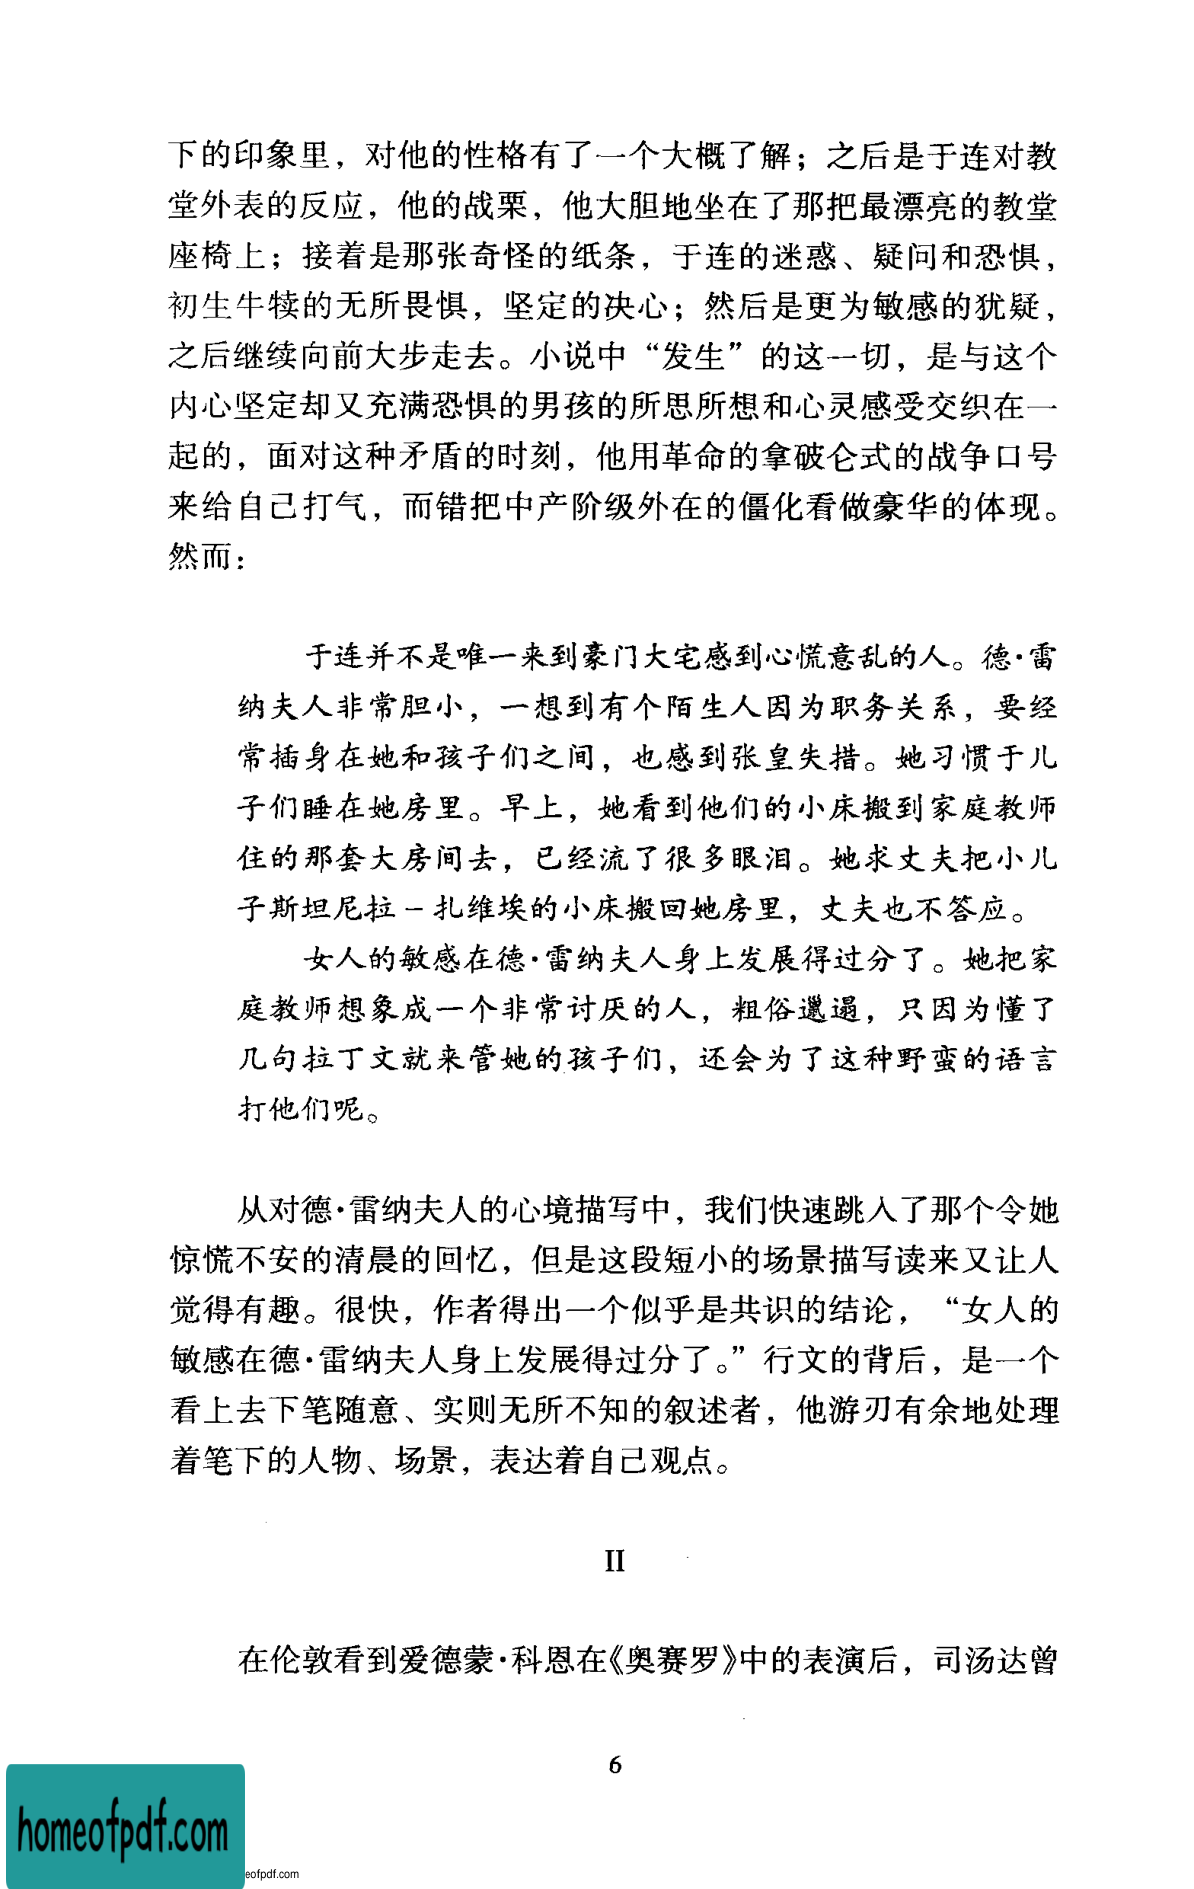 下的印象里，对他的性格有了一个大概了解；之后是于连对教
堂外表的反应，他的战栗，他大胆地坐在了那把最漂亮的教堂
座椅上；接着是那张奇怪的纸条，于连的迷惑、疑问和恐惧，
初生牛犊的无所畏惧，坚定的决心；然后是更为敏感的犹疑，
之后继续向前大步走去。小说中“发生”的这一切，是与这个
内心坚定却又充满恐惧的男孩的所思所想和心灵感受交织在一
起的，面对这种矛盾的时刻，他用革命的拿破仑式的战争口号
来给自己打气，而错把中产阶级外在的僵化看做豪华的体现。
然而：
于连并不是唯一来到豪门大宅感到心慌意乱的人。德·雷
纳夫人非常胆小，一想到有个陌生人因为职务关系，要经
常插身在她和孩子们之间，也感到张皇失措。她习惯于儿
子们睡在她房里。早上，她看到他们的小床搬到家庭教师
住的那套大房间去，已经流了很多眼泪。她求丈夫把小儿
子斯坦尼拉－扎维埃的小床搬回她房里，丈夫也不答应。
女人的敏感在德·雷纳夫人身上发展得过分了。她把家
庭教师想象成一个非常讨厌的人，粗俗邋遢，只因为懂了
几句拉丁文就来管她的孩子们，还会为了这种野蛮的语言
打他们呢。
从对德·雷纳夫人的心境描写中，我们快速跳入了那个令她
惊慌不安的清晨的回忆，但是这段短小的场景描写读来又让人
觉得有趣。很快，作者得出一个似乎是共识的结论，“女人的
敏感在德·雷纳夫人身上发展得过分了。”行文的背后，是一个
看上去下笔随意、实则无所不知的叙述者，他游刃有余地处理
着笔下的人物、场景，表达着自己观点。
II
在伦敦看到爱德蒙·科恩在《奥赛罗》中的表演后，司汤达曾
6
homeofpdf.com
eofpdf.com